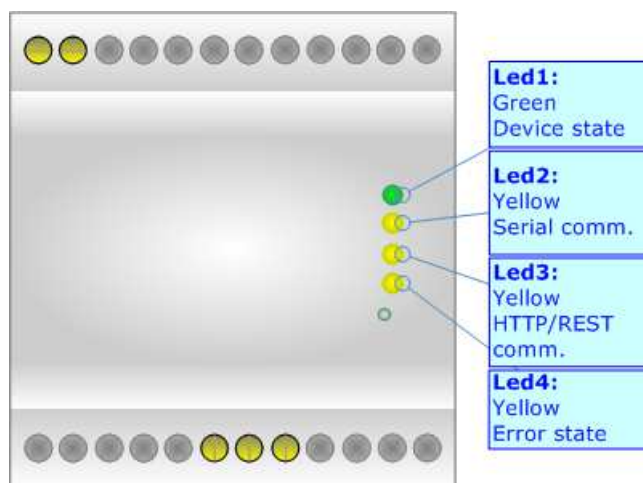 Led1:
Green
Device state
Led2:
Yellow
Serial comm.
Led3:
Yellow
HTTP/REST
comm.
Led4:
Yellow
Error state